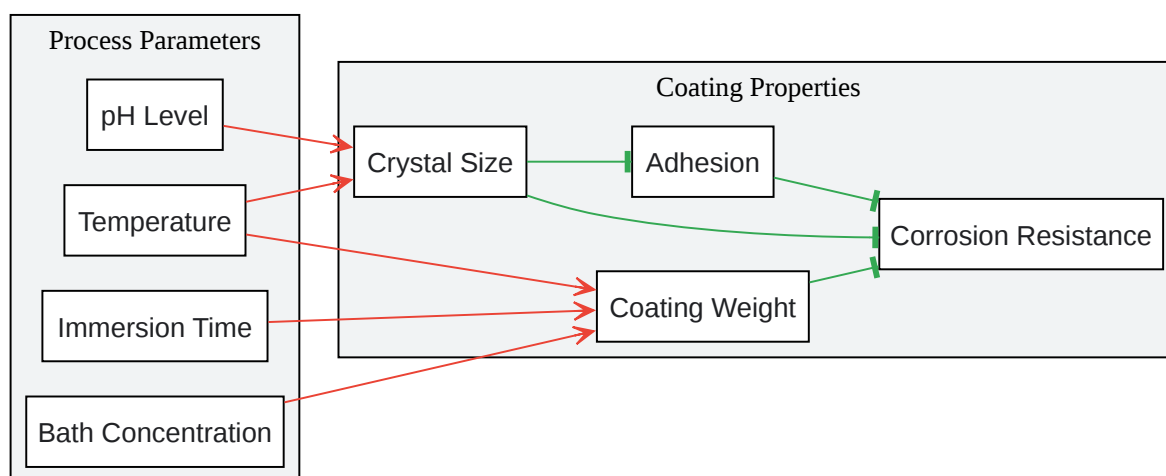 Process Parameters
pH Level
Temperature
Immersion Time
Bath Concentration
Coating Properties
Crystal Size
Adhesion
Corrosion Resistance
Coating Weight